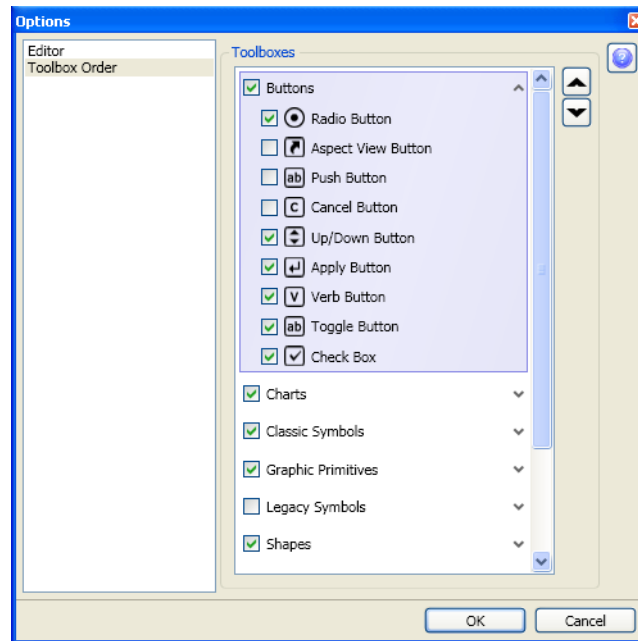 Options
Editor
Toolbox Order
Toolboxes
?
Buttons
Radio Button
Aspect View Button
ab Push Button
C Cancel Button
Up/Down Button
Apply Button
V Verb Button
ab Toggle Button
Check Box
Charts
Classic Symbols
Graphic Primitives
Legacy Symbols
Shapes
OK
Cancel